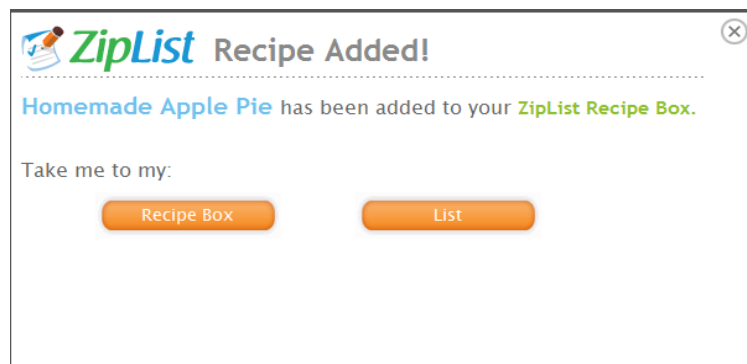 ZipList Recipe Added!
Homemade Apple Pie has been added to your ZipList Recipe Box.
Take me to my:
Recipe Box List